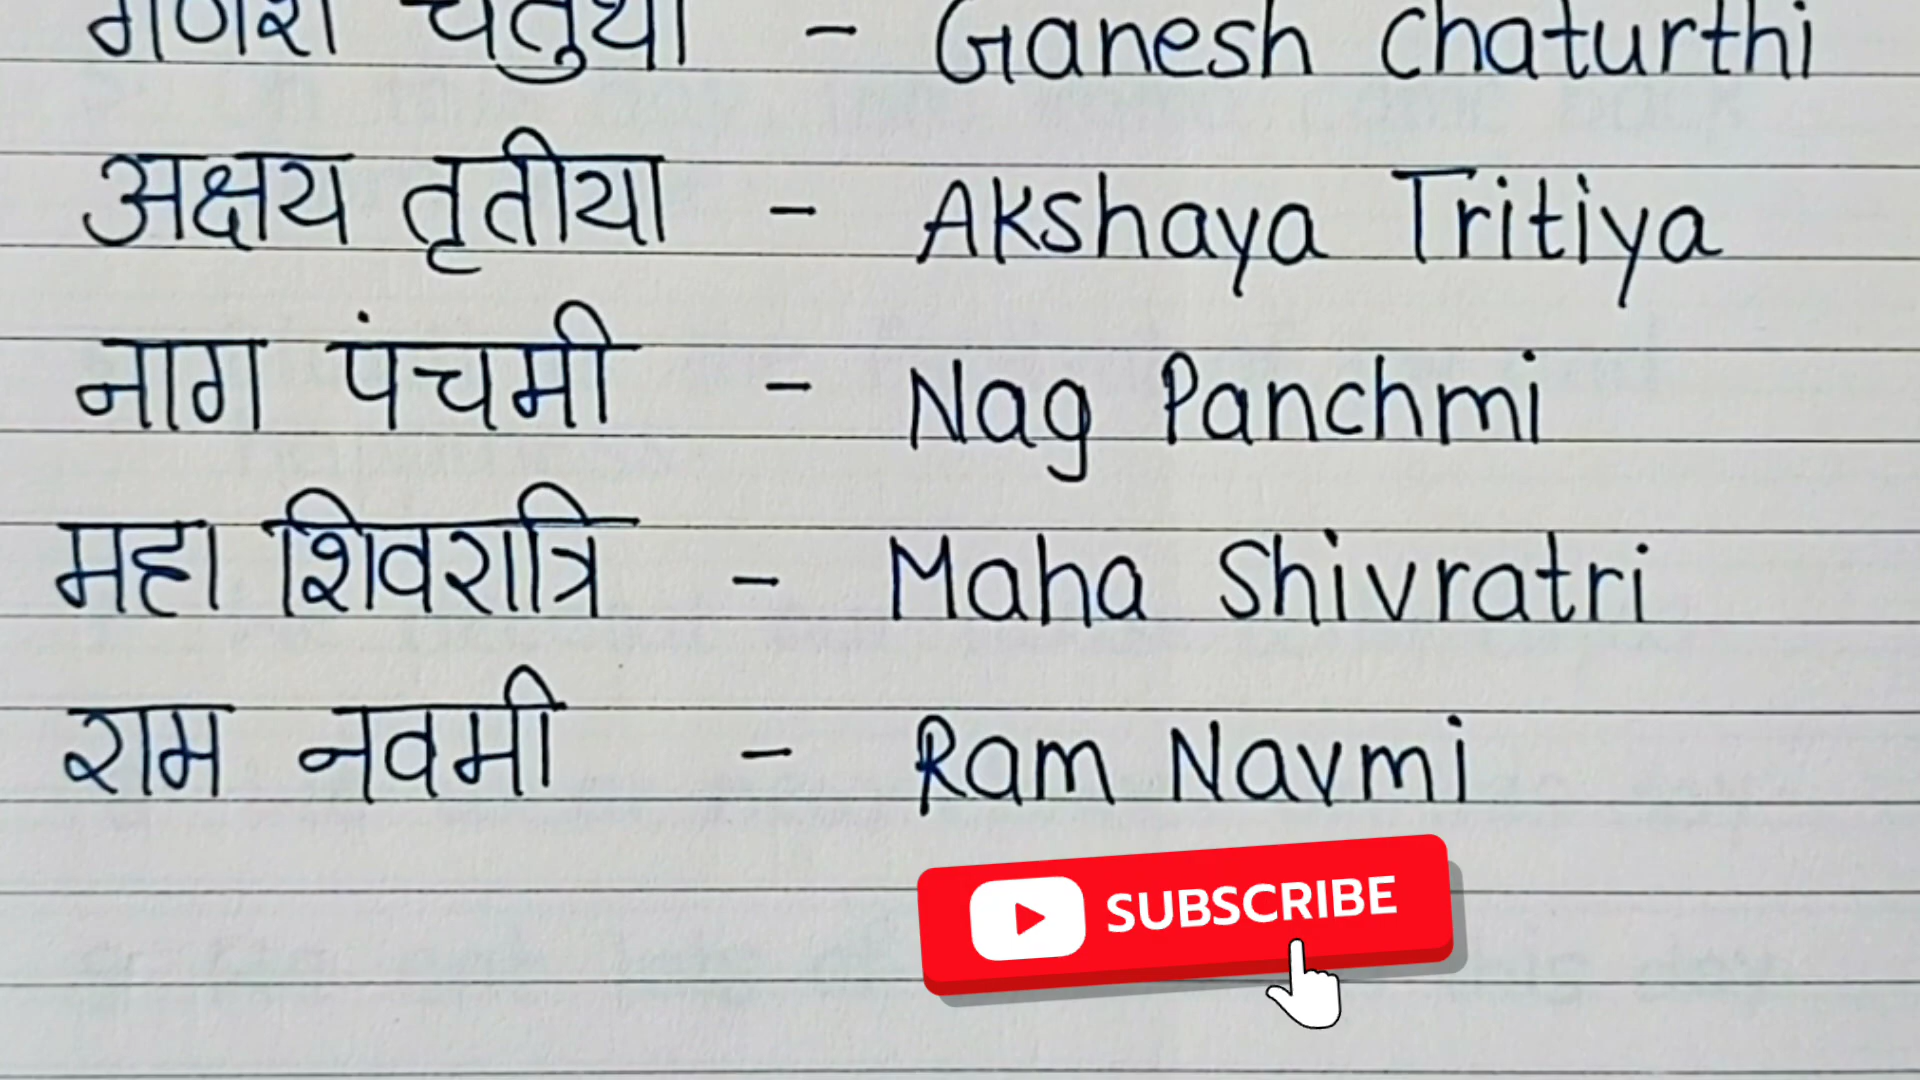 गणेश चतुर्थी - Ganesh Chaturthi
अक्षय तृतीया - Akshaya Tritiya
नाग पंचमी - Nag Panchmi
महा शिवरात्रि - Maha Shivratri
राम नवमी - Ram Navmi
SUBSCRIBE